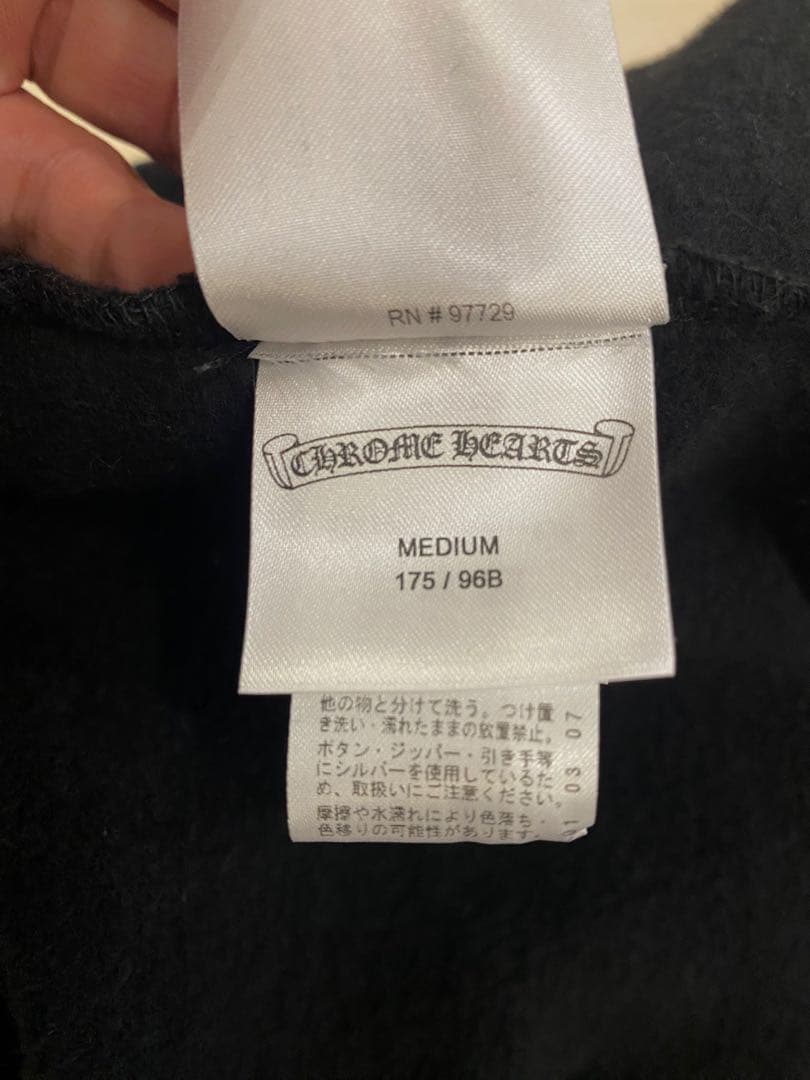 RN # 97729
CHROME HEARTS
MEDIUM
175 / 96B
他の物と分けて洗う。つけ置
き洗い・濡れたままの放置禁止。
ボタン・ジッパー・引き手等
にシルバーを使用しているた
め、取扱いにご注意ください。
摩擦や水濡れにより色落ち・
色移りの可能性があります。
01 03 07